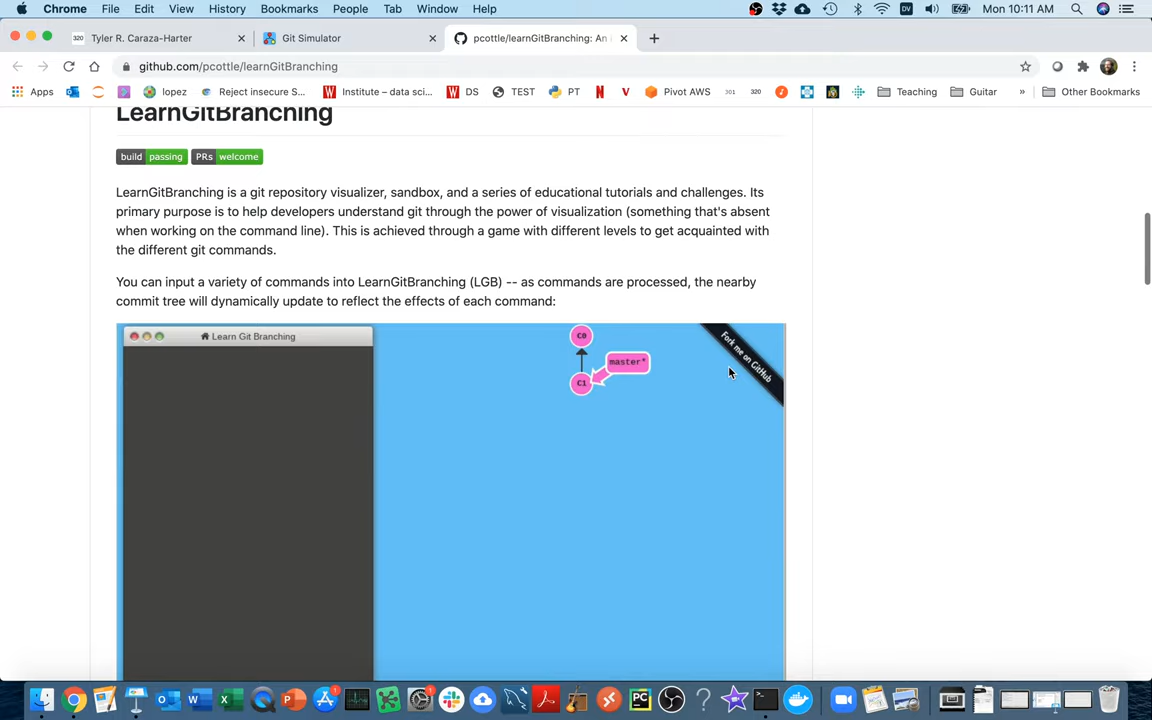 Chrome File Edit View History Bookmarks People Tab Window Help DV Mon 10:11 AM
320 Tyler R. Caraza-Harter Git Simulator pcottle/learnGitBranching: An
github.com/pcottle/learnGitBranching
Apps lopez Reject insecure S... Institute – data sci... DS TEST PT Pivot AWS 301 320 Teaching Guitar » Other Bookmarks
LearnGitBranching
build passing PRs welcome
LearnGitBranching is a git repository visualizer, sandbox, and a series of educational tutorials and challenges. Its
primary purpose is to help developers understand git through the power of visualization (something that's absent
when working on the command line). This is achieved through a game with different levels to get acquainted with
the different git commands.
You can input a variety of commands into LearnGitBranching (LGB) -- as commands are processed, the nearby
commit tree will dynamically update to reflect the effects of each command:
Learn Git Branching
C0
Fork me on GitHub
master*
C1